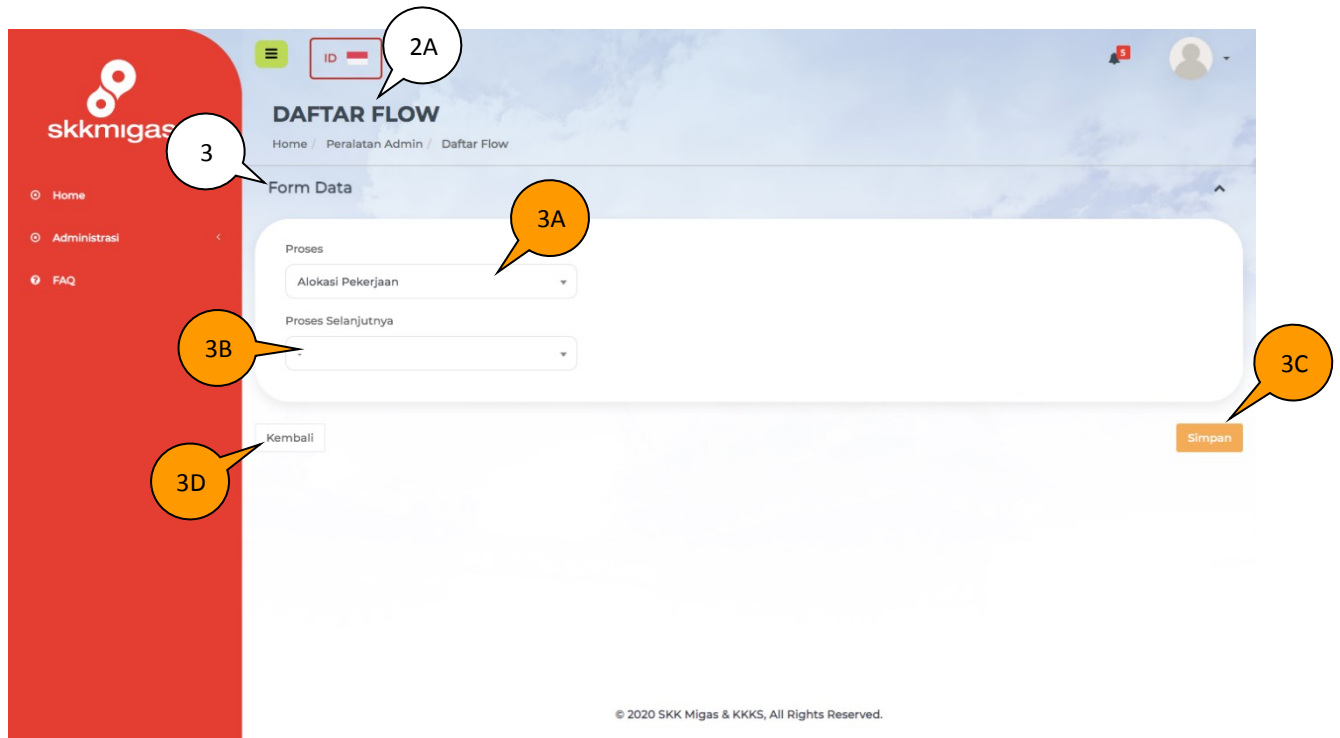 2A
ID
5
skkmigas
DAFTAR FLOW
Home / Peralatan Admin / Daftar Flow
3
Form Data
Home
Administrasi
FAQ
3A
Proses
Alokasi Pekerjaan
Proses Selanjutnya
3B
-
3C
Kembali
Simpan
3D
© 2020 SKK Migas & KKKS, All Rights Reserved.